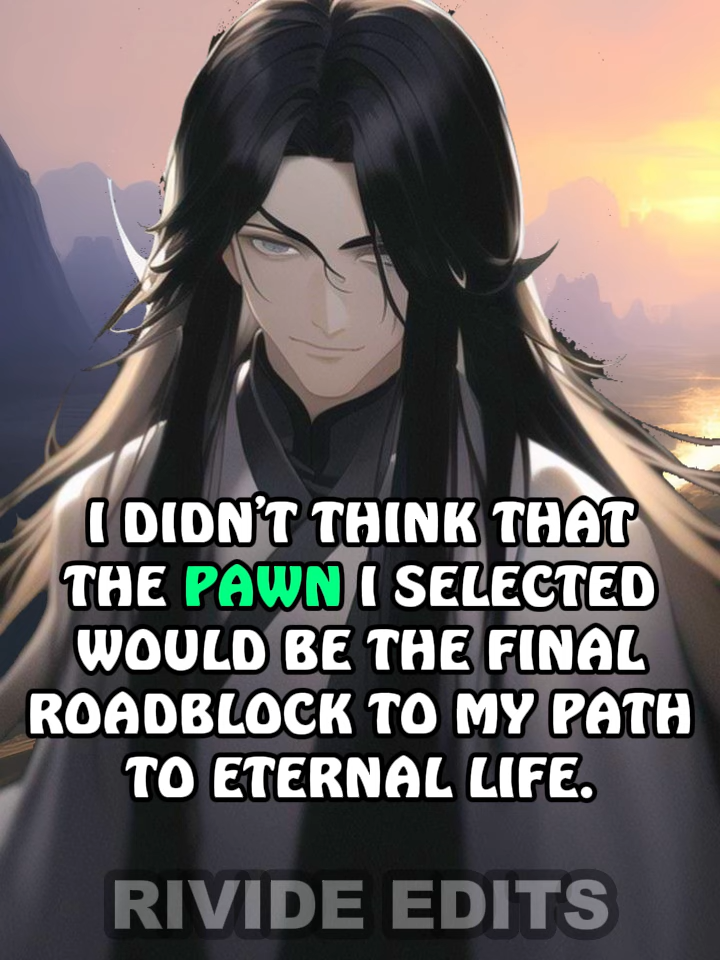 I DIDN'T THINK THAT
THE PAWN I SELECTED
WOULD BE THE FINAL
ROADBLOCK TO MY PATH
TO ETERNAL LIFE.
RIVIDE EDITS